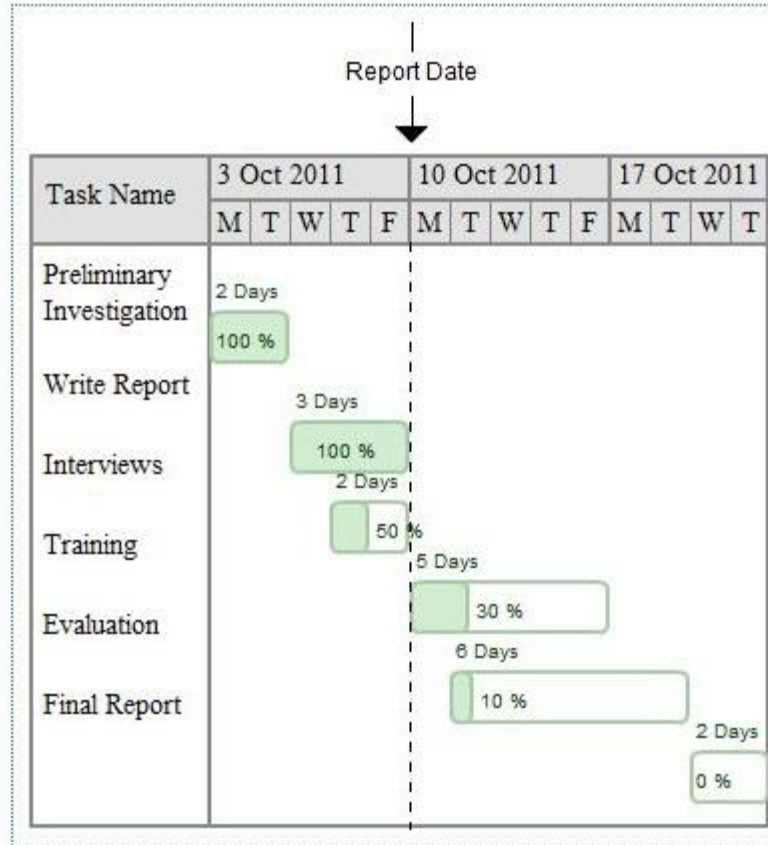 Report Date
Task Name
3 Oct 2011 10 Oct 2011 17 Oct 2011
M T W T F M T W T F M T W T
Preliminary
Investigation
2 Days
100 %
Write Report
3 Days
100 %
Interviews
2 Days
50 %
Training
5 Days
30 %
Evaluation
6 Days
10 %
Final Report
2 Days
0 %